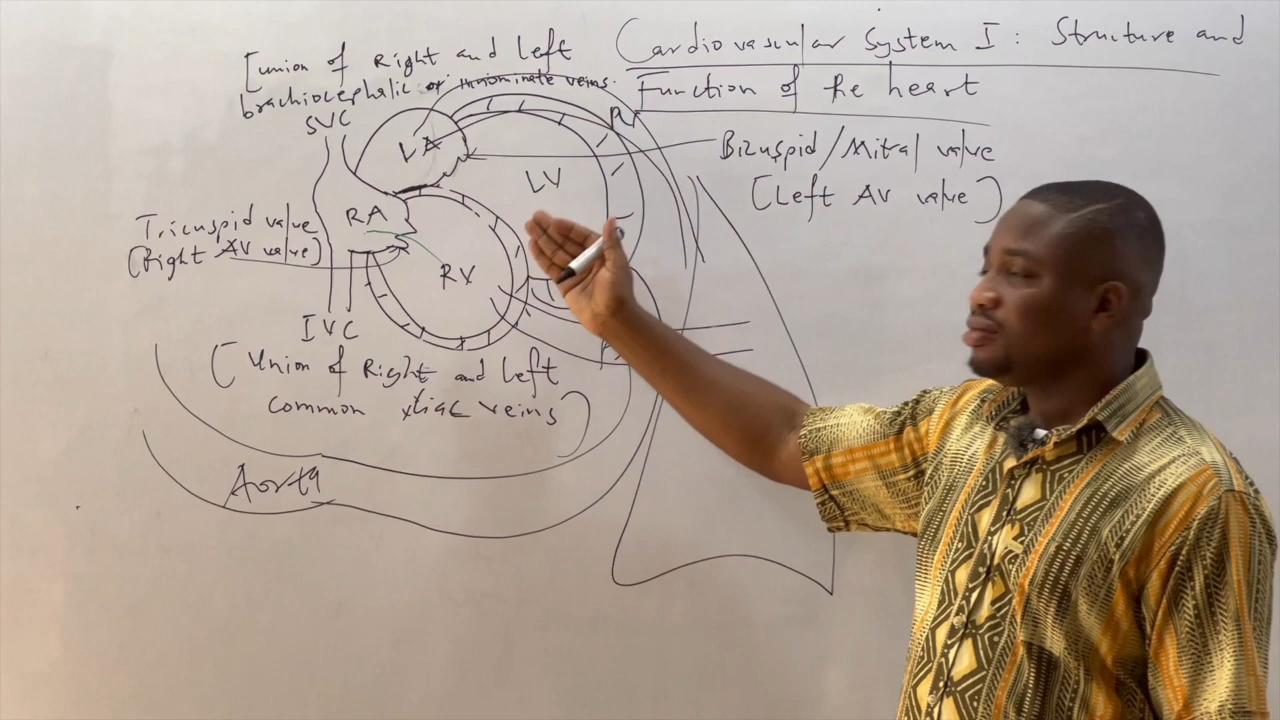 Cardiovascular System I: Structure and
Function of the heart
[union of Right and Left
brachiocephalic or innominate veins.
SVC
LA
LV
RA
RV
Bicuspid/Mitral valve
(Left AV valve)
Tricuspid valve
(Right AV valve)
IVC
(Union of Right and Left
common iliac veins)
Aorta